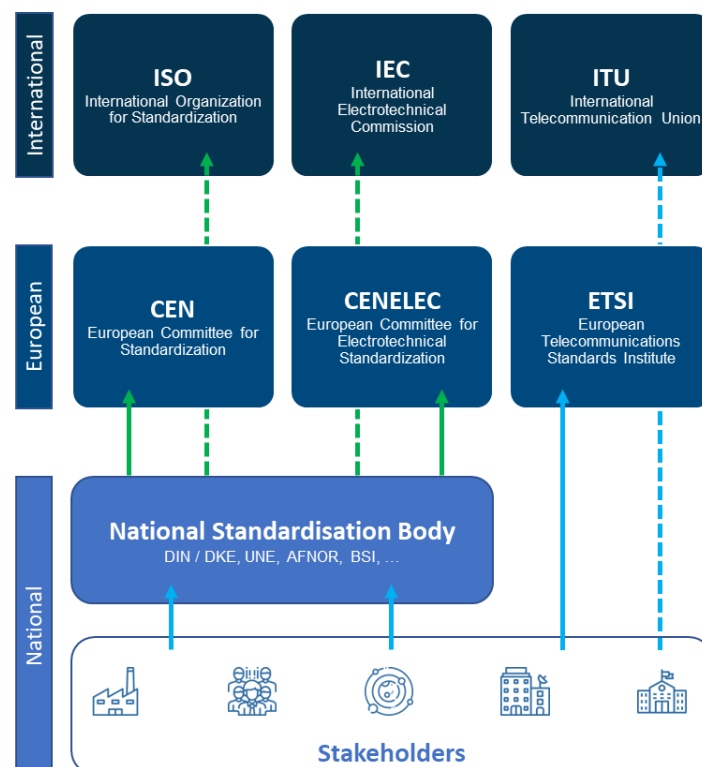 International
ISO
International Organization
for Standardization
IEC
International
Electrotechnical
Commission
ITU
International
Telecommunication Union
European
CEN
European Committee for
Standardization
CENELEC
European Committee for
Electrotechnical
Standardization
ETSI
European
Telecommunications
Standards Institute
National
National Standardisation Body
DIN / DKE, UNE, AFNOR, BSI, ...
Stakeholders